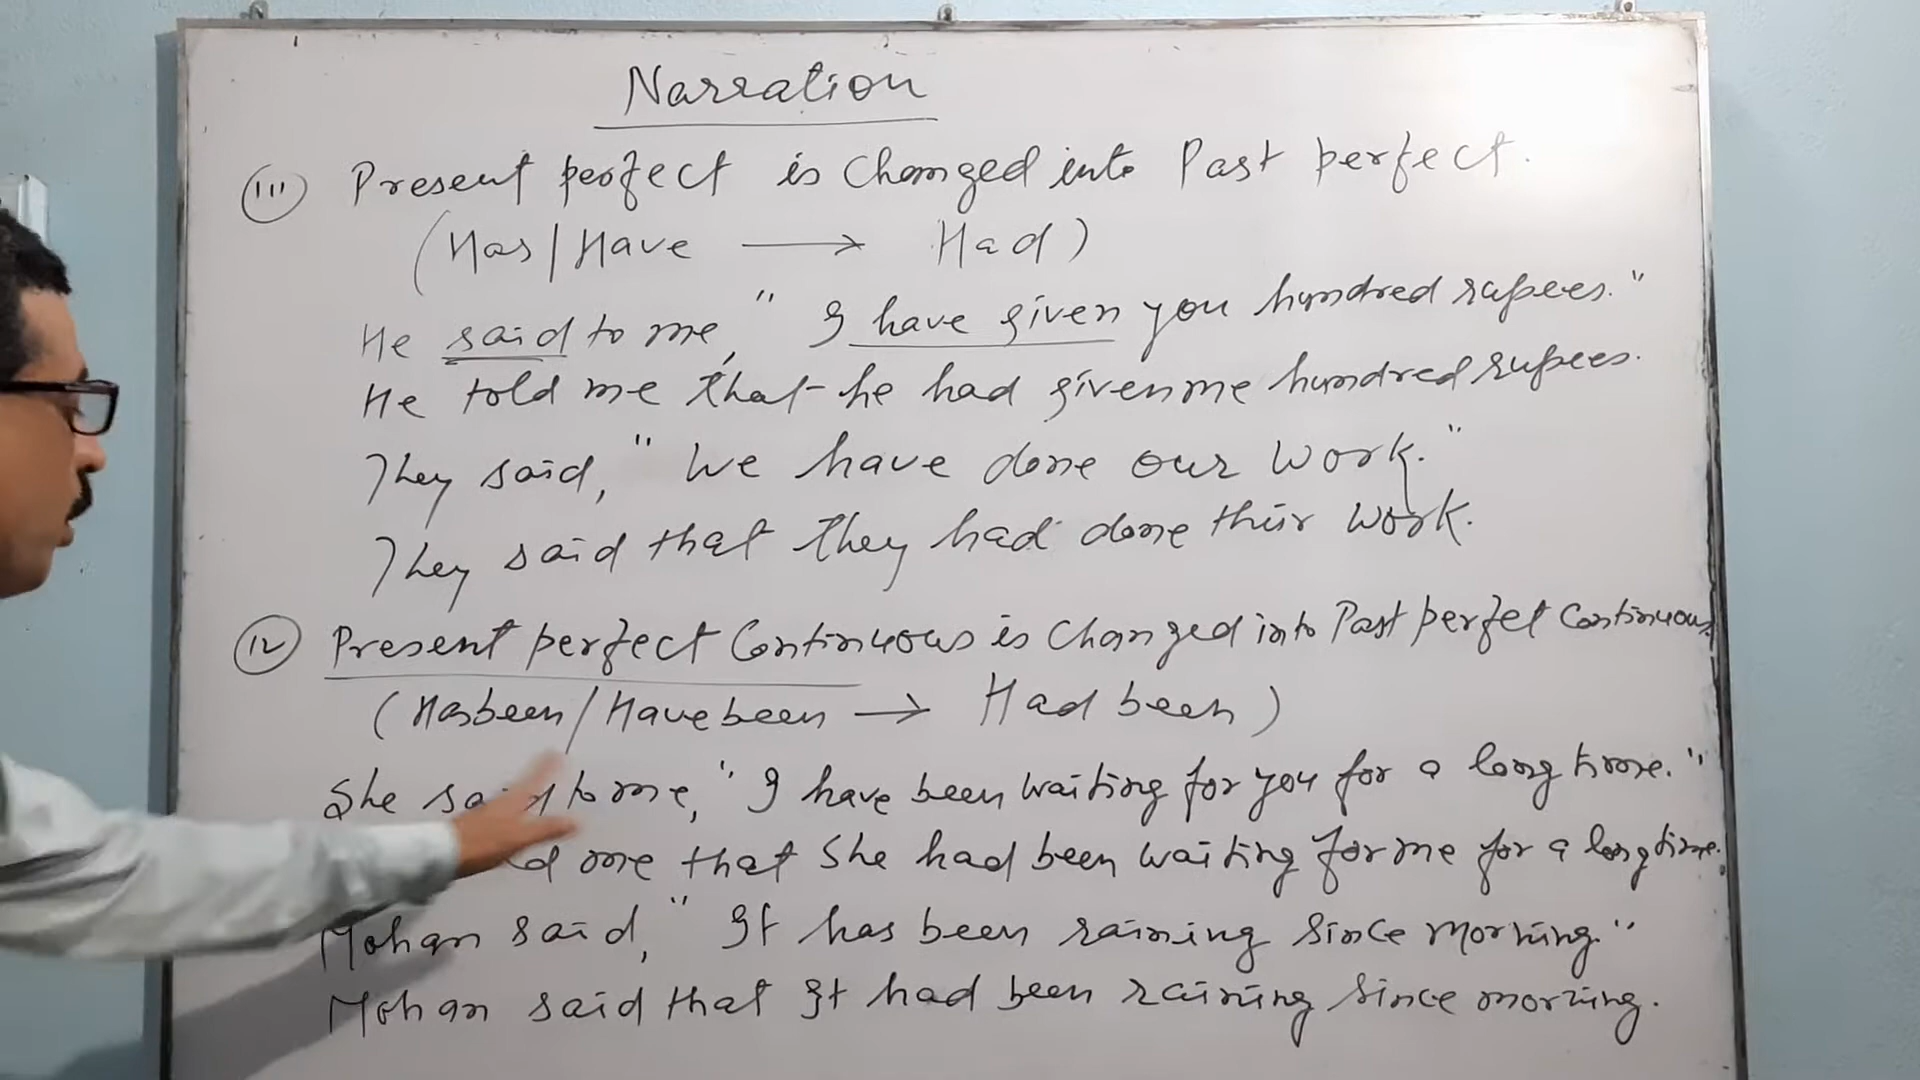 Narration
(iii) Present perfect is changed into Past perfect.
(Has/Have → Had)
He said to me, " I have given you hundred rupees."
He told me that he had given me hundred rupees.
They said, " We have done our work."
They said that they had done their work.
(iv) Present perfect Continuous is changed into Past perfet Continuous.
(Has been/Have been → Had been)
She said to me, " I have been waiting for you for a long time."
me that she had been waiting for me for a long time.
Mohan said, " It has been raining since morning."
Mohan said that It had been raining since morning.